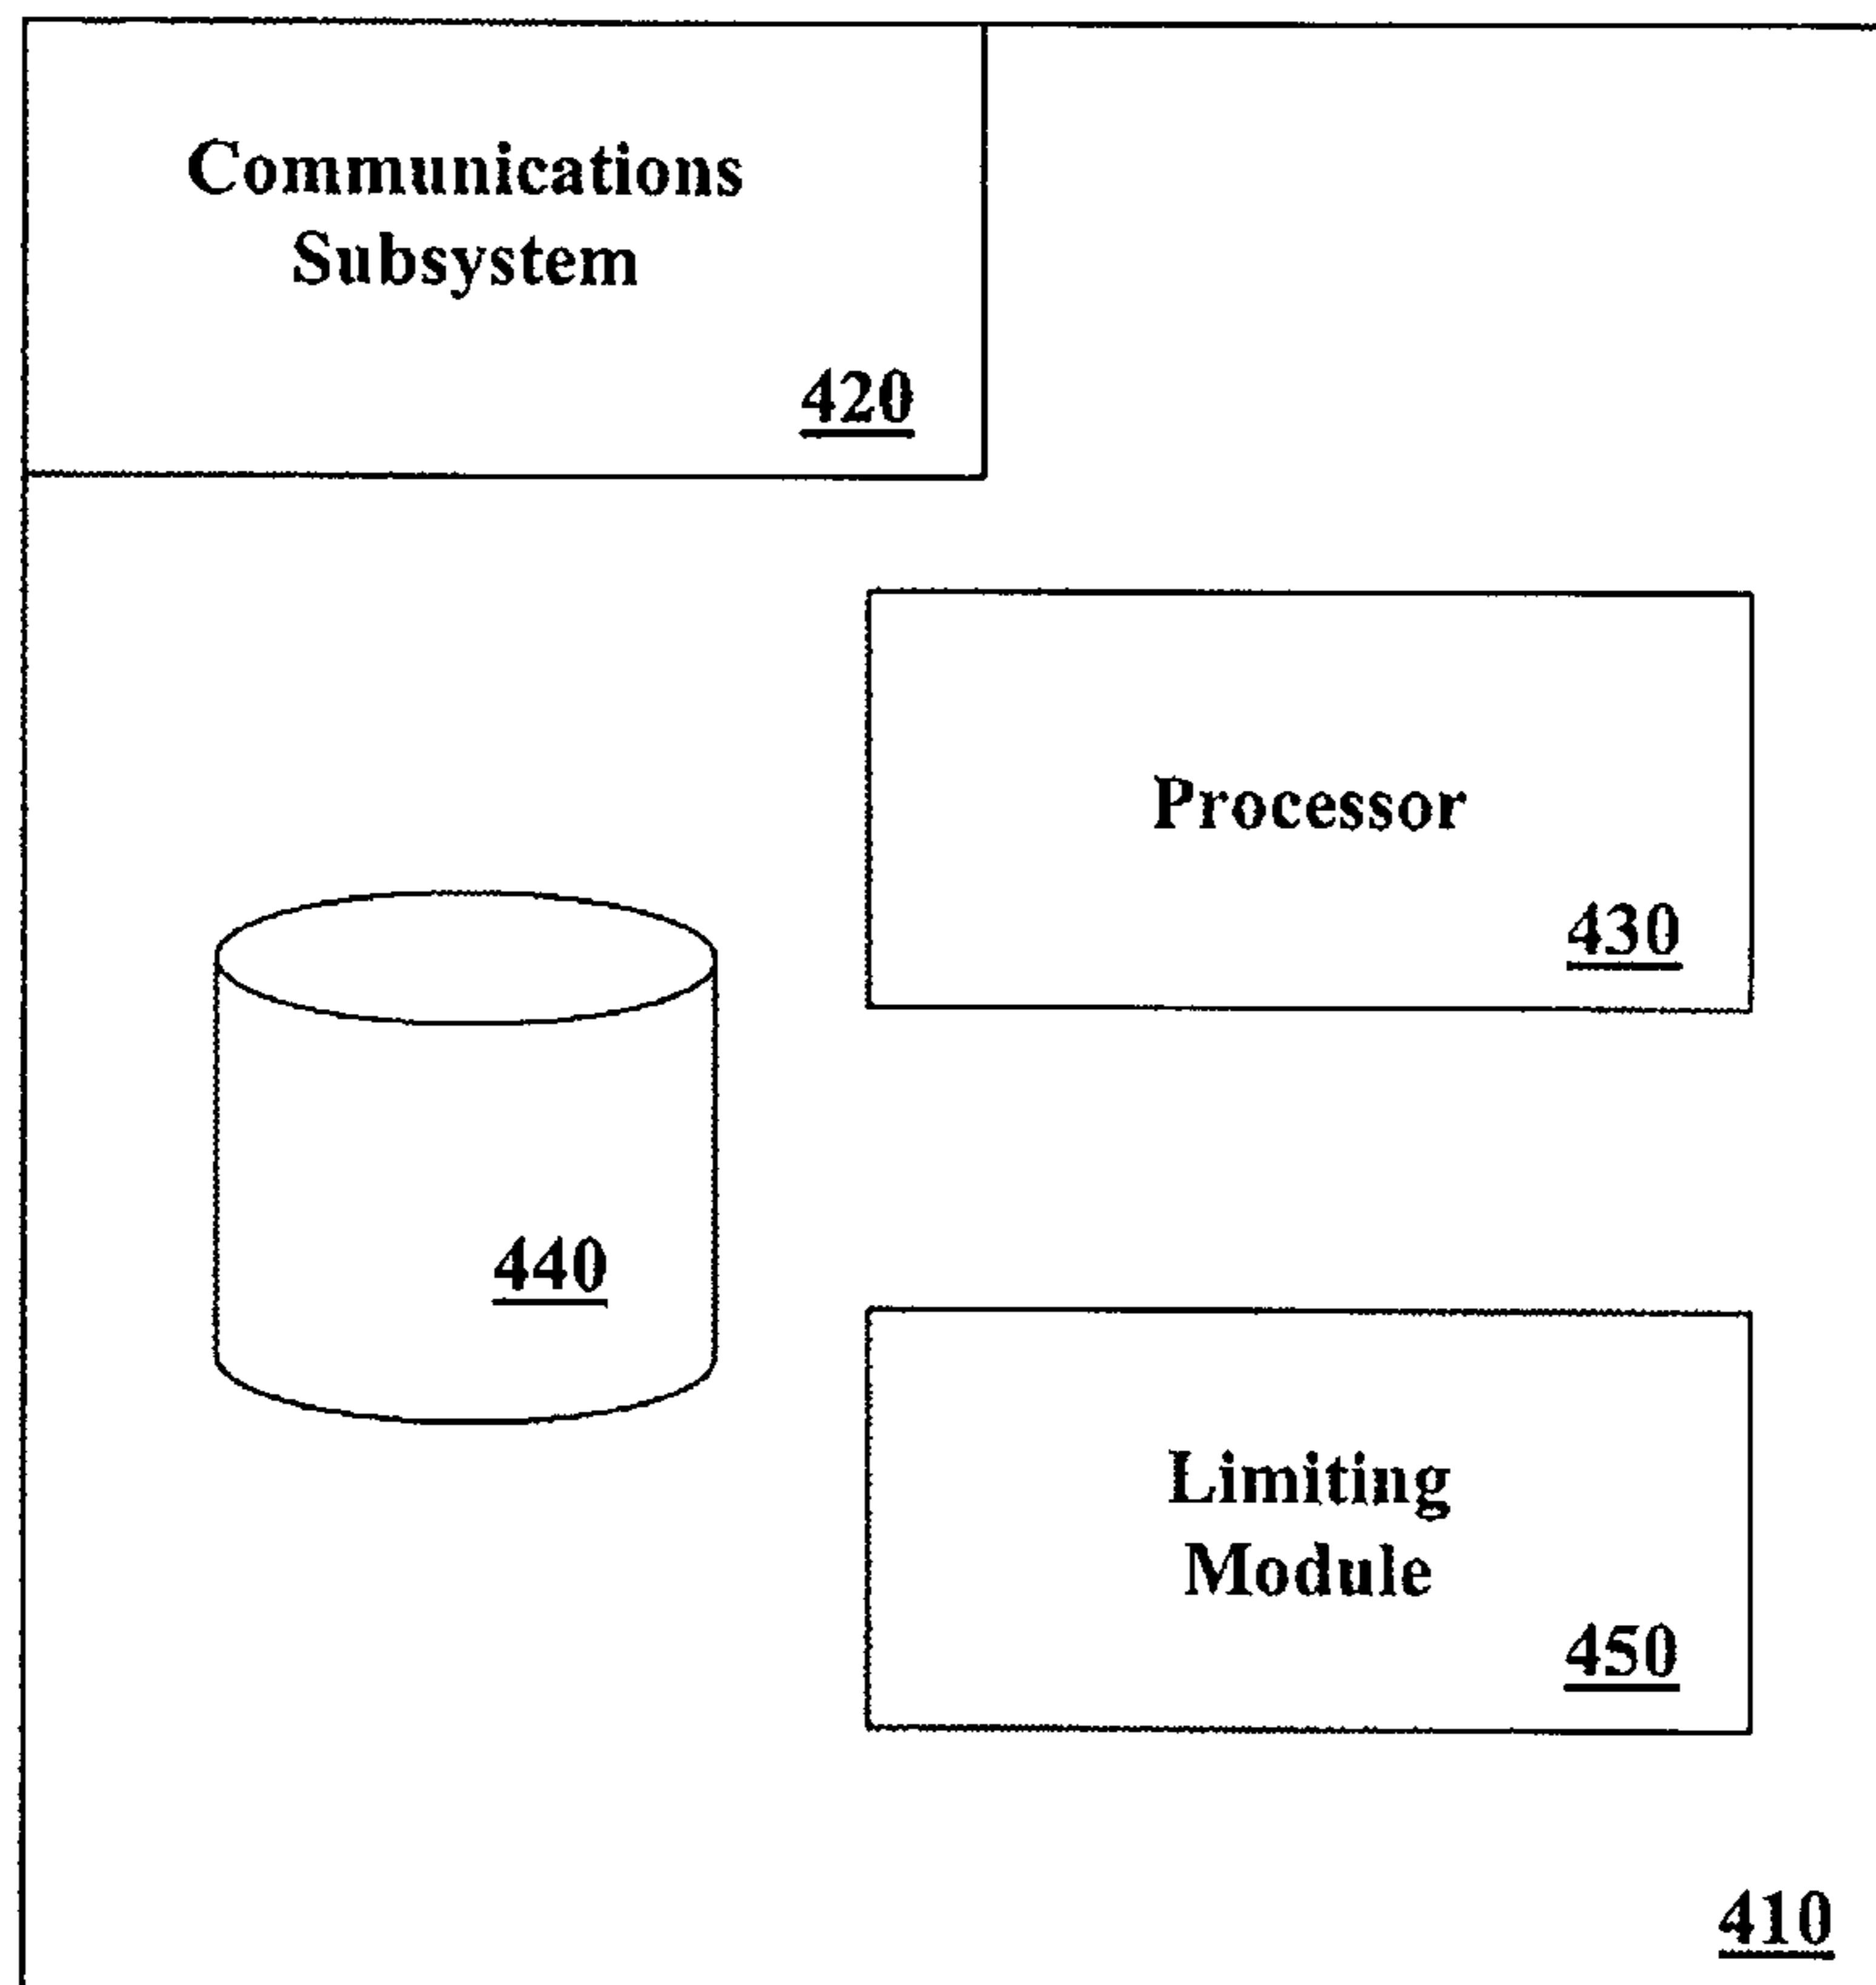 Communications
Subsystem
420
Processor
430
440
Limiting
Module
450
410